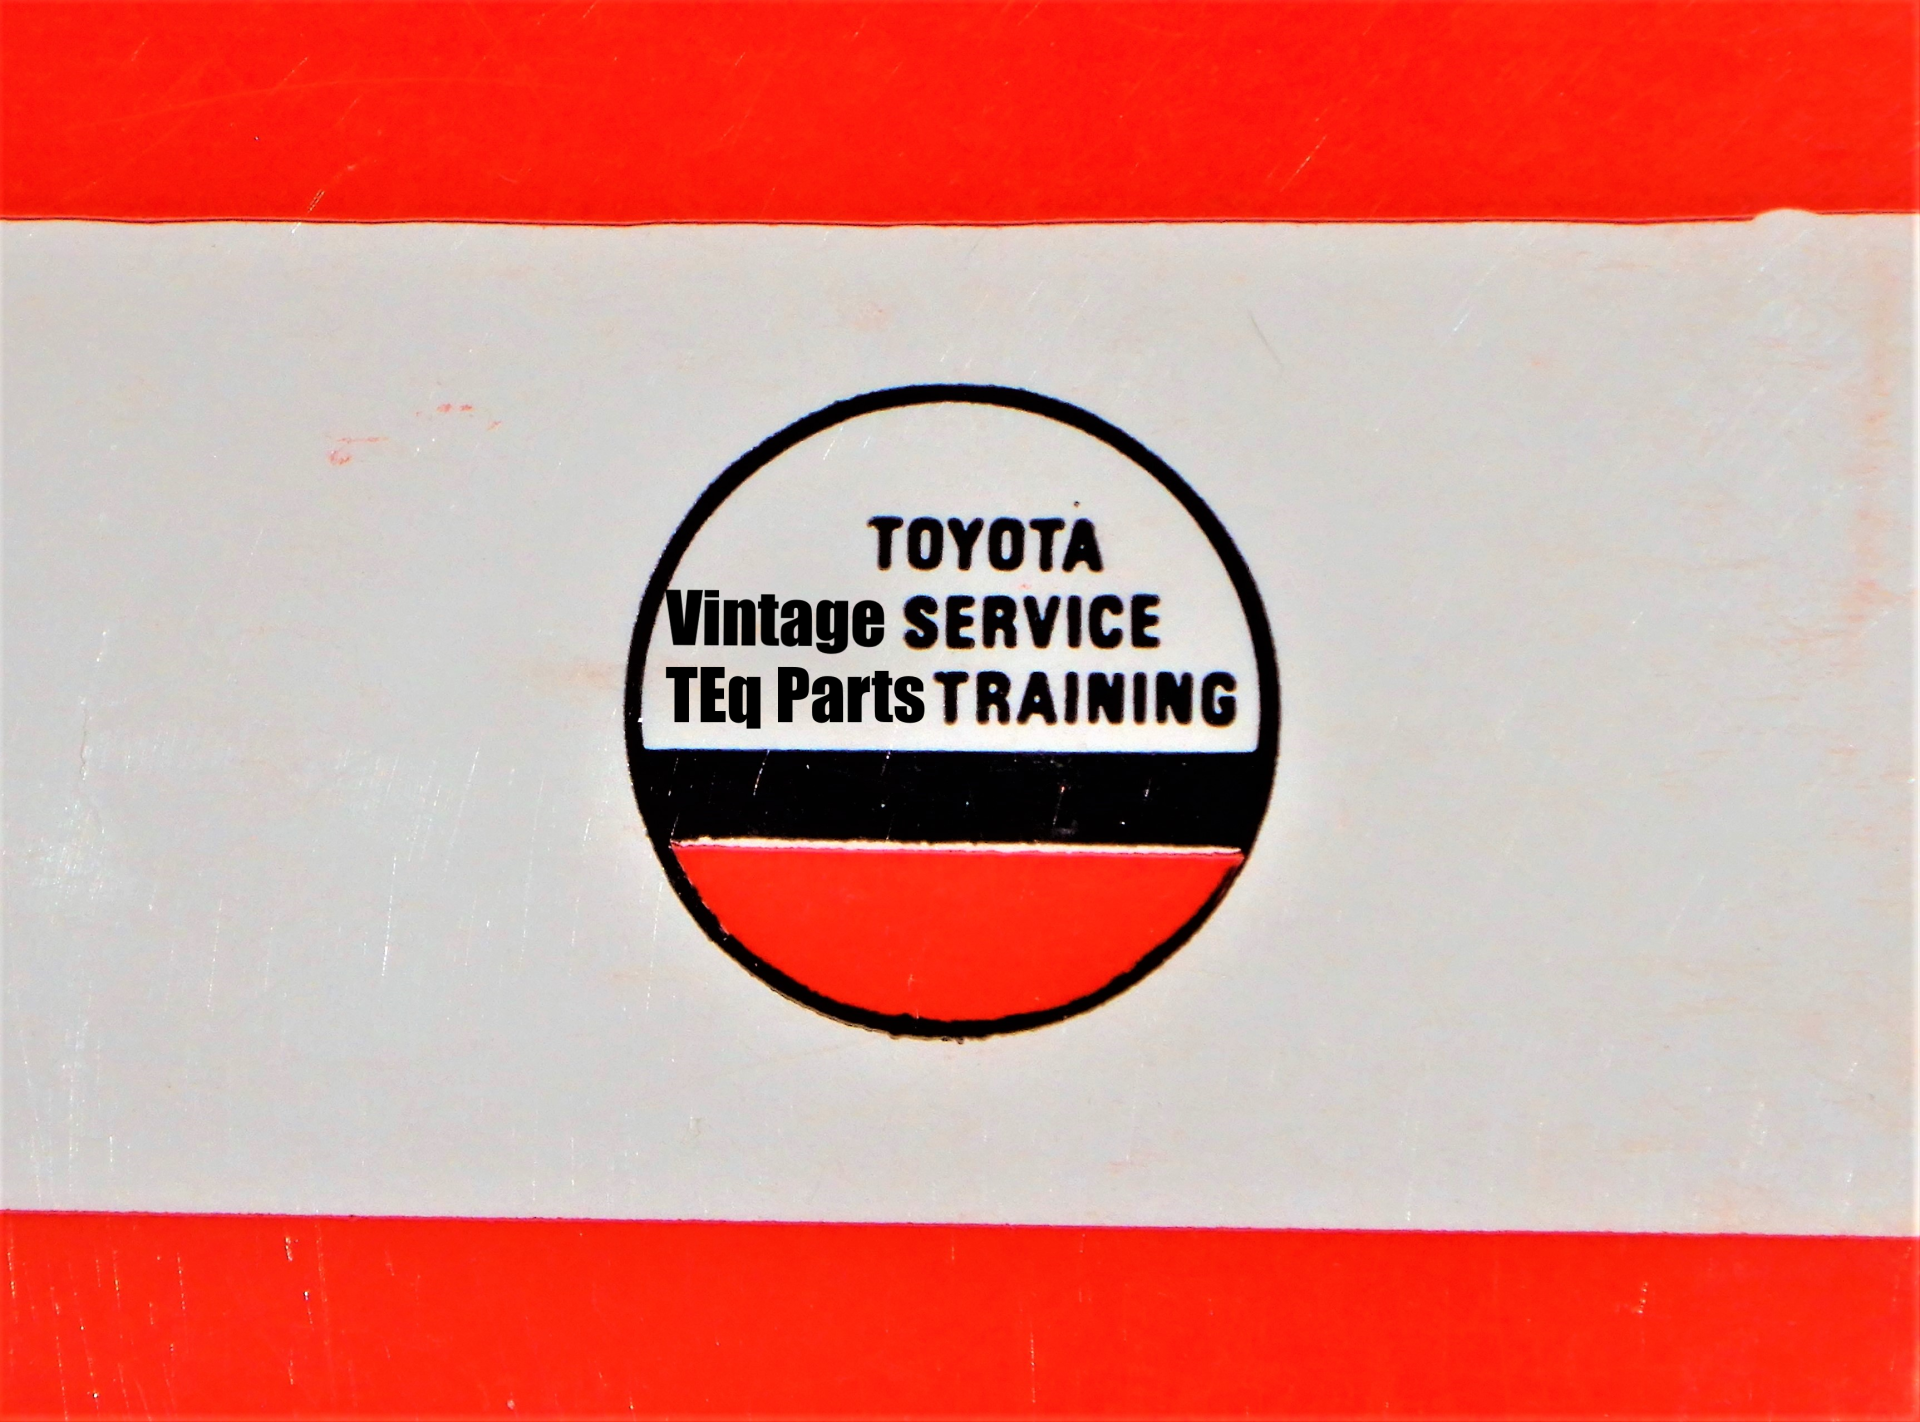 TOYOTA
Vintage SERVICE
TEq Parts TRAINING